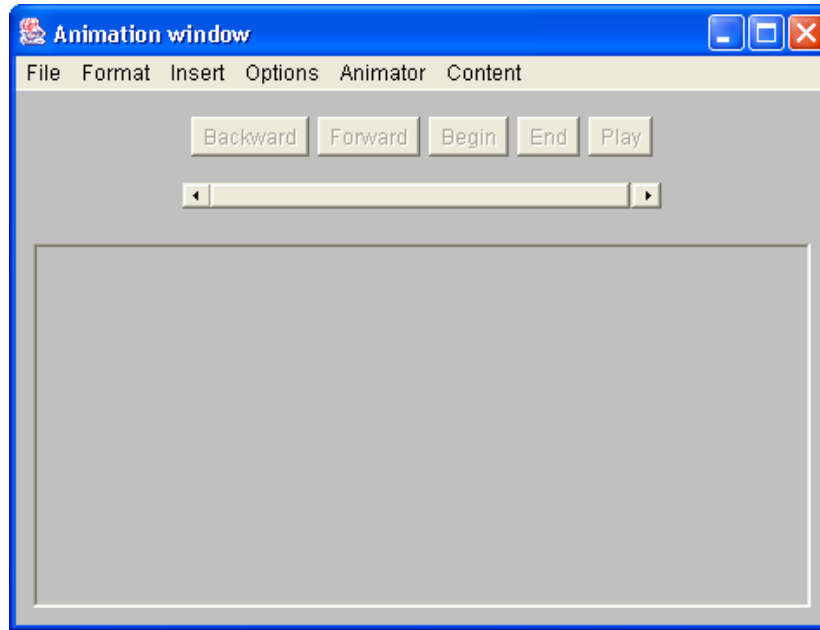 Animation window
File Format Insert Options Animator Content
Backward Forward Begin End Play